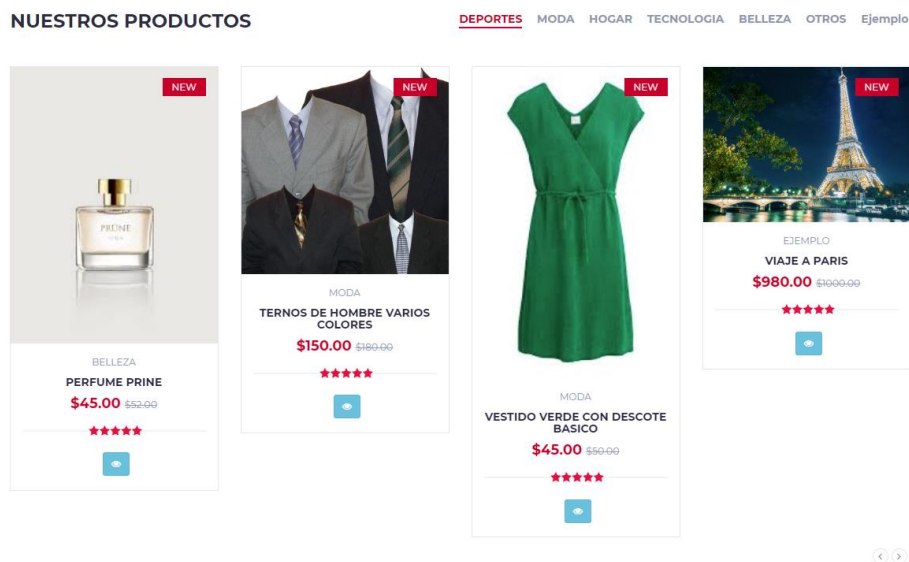 NUESTROS PRODUCTOS
DEPORTES MODA HOGAR TECNOLOGIA BELLEZA OTROS Ejemplo
NEW
PRUNE
BELLEZA
PERFUME PRINE
$45.00 $52.00
NEW
MODA
TERNOS DE HOMBRE VARIOS
COLORES
$150.00 $180.00
NEW
MODA
VESTIDO VERDE CON DESCOTE
BASICO
$45.00 $50.00
NEW
EJEMPLO
VIAJE A PARIS
$980.00 $1000.00